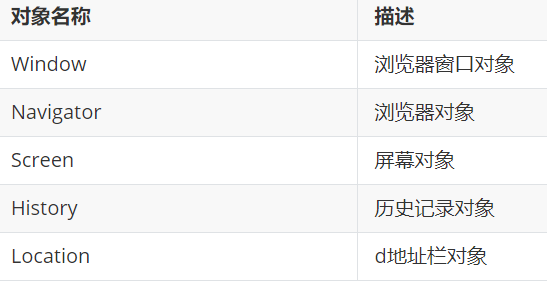 对象名称 描述
Window 浏览器窗口对象
Navigator 浏览器对象
Screen 屏幕对象
History 历史记录对象
Location d地址栏对象